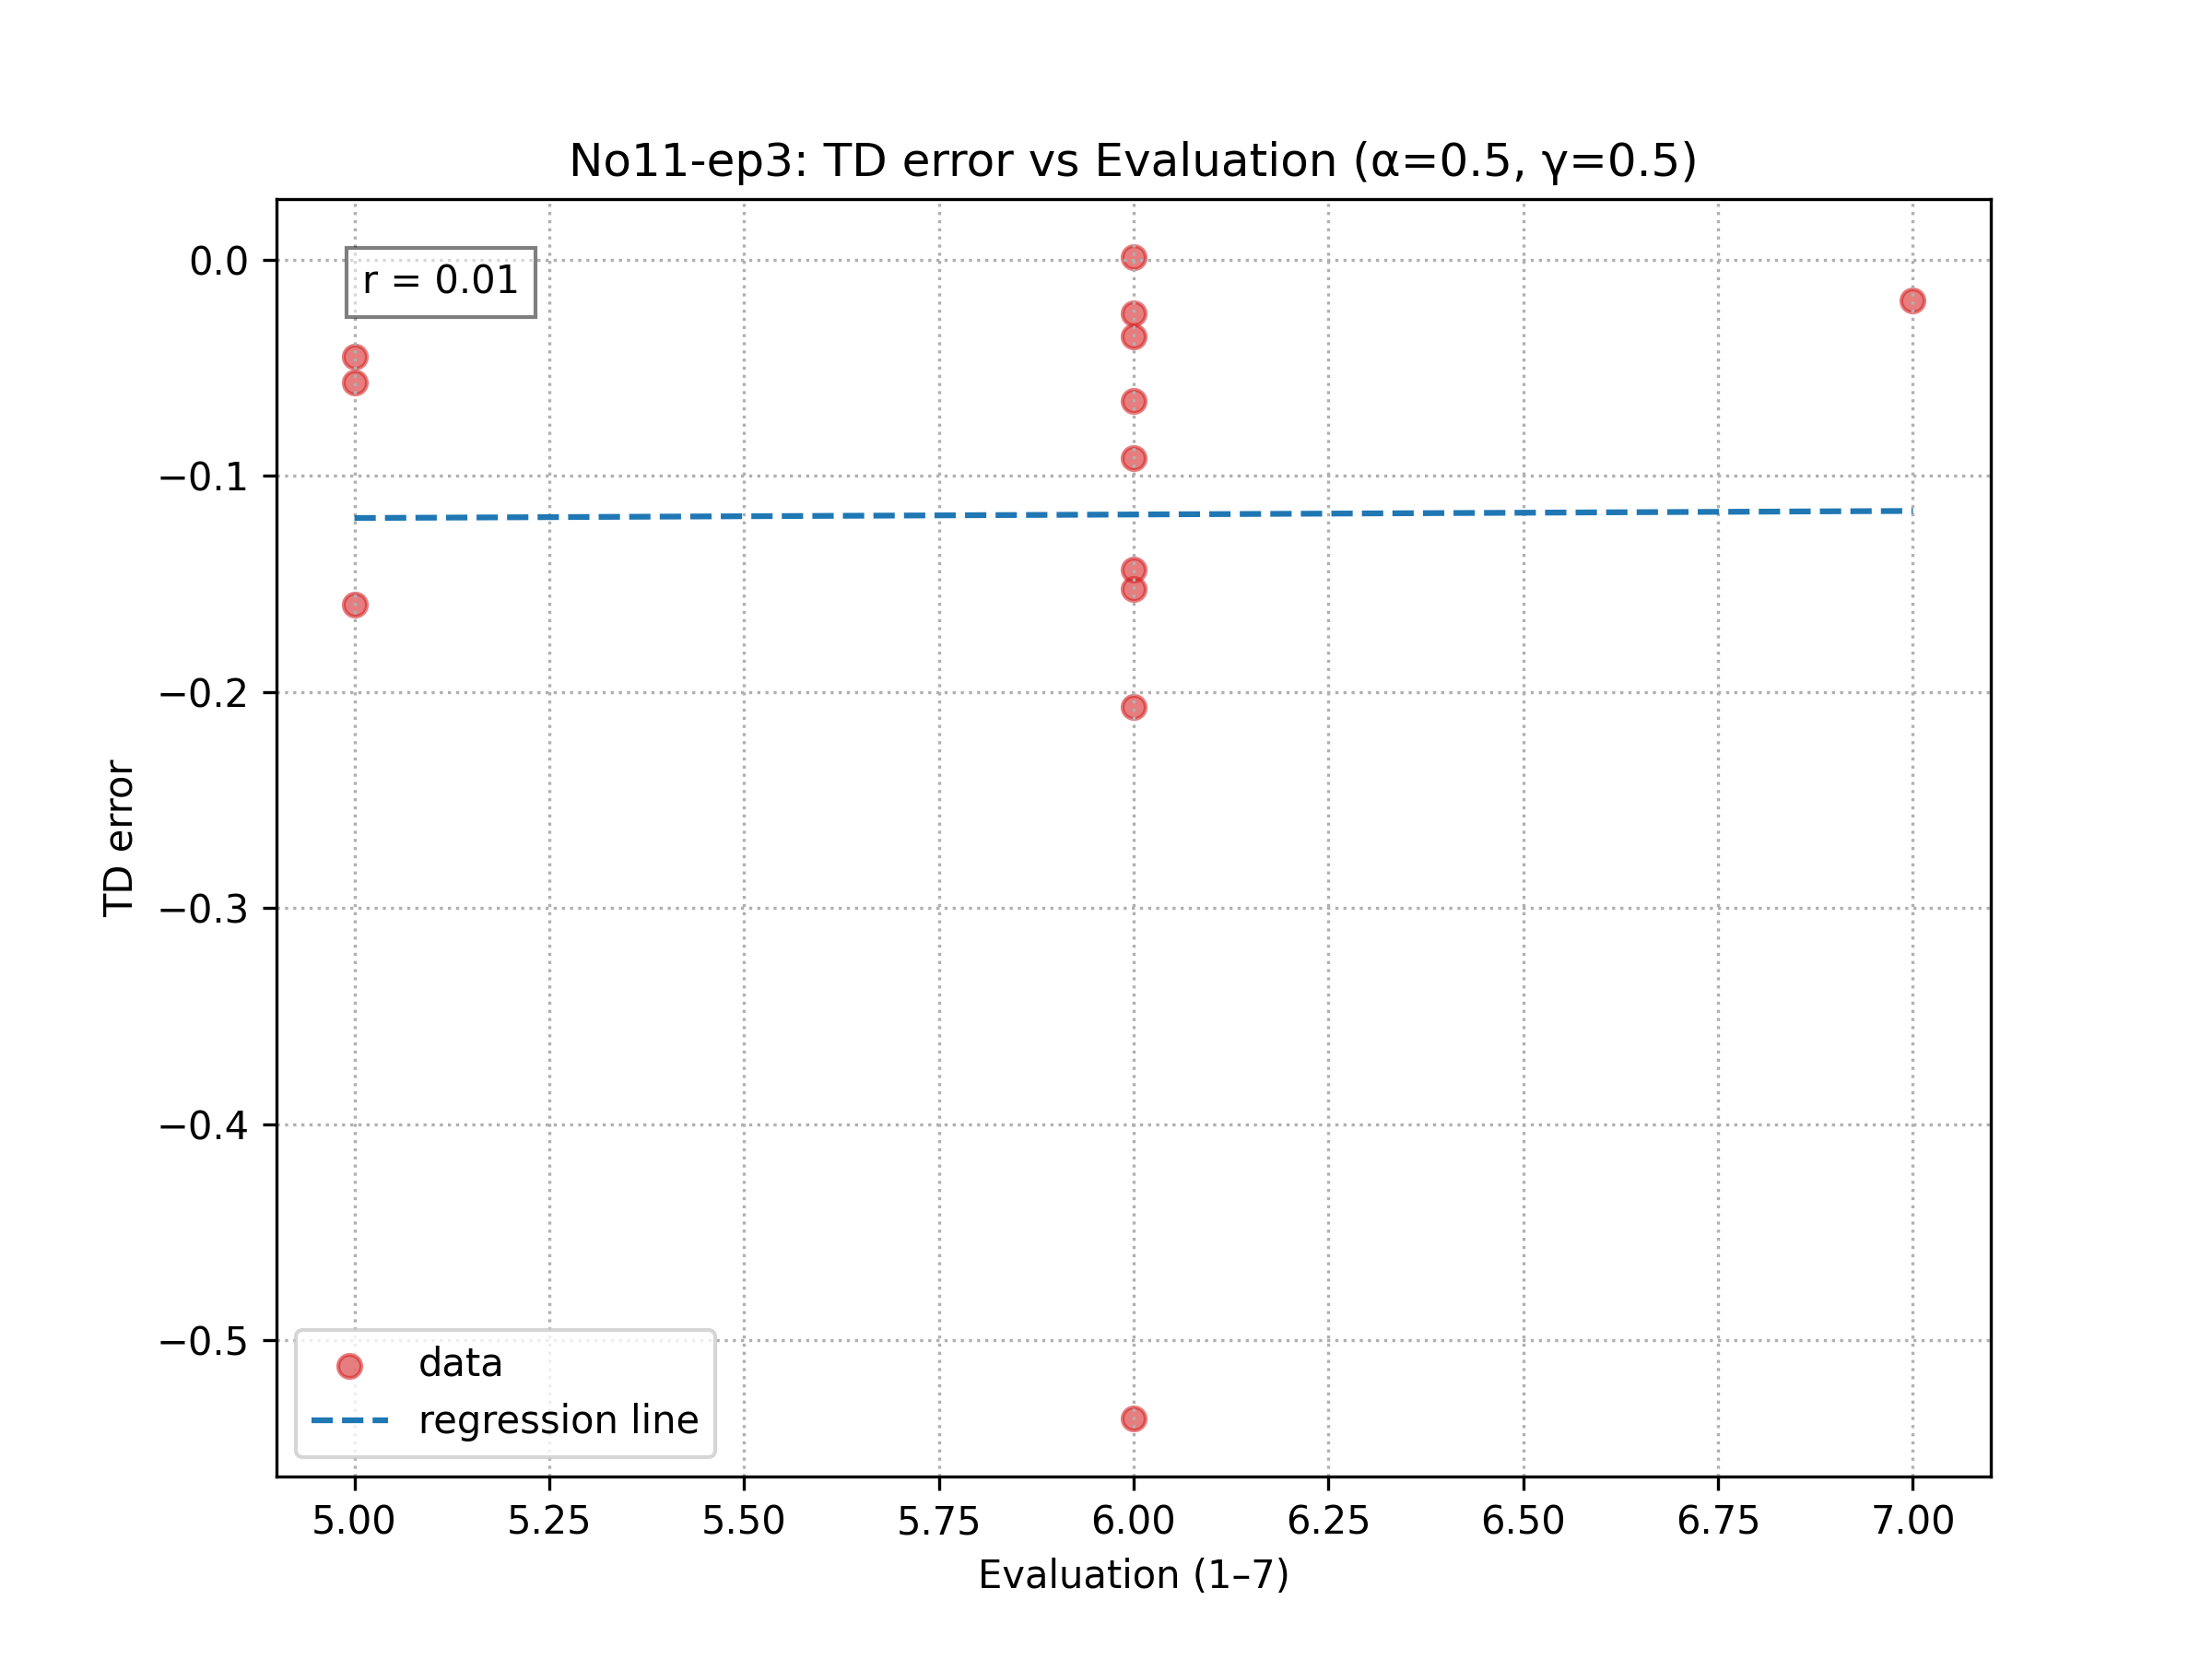 No11-ep3: TD error vs Evaluation (α=0.5, γ=0.5)
r = 0.01
TD error
0.0
−0.1
−0.2
−0.3
−0.4
−0.5
data
regression line
5.00 5.25 5.50 5.75 6.00 6.25 6.50 6.75 7.00
Evaluation (1–7)